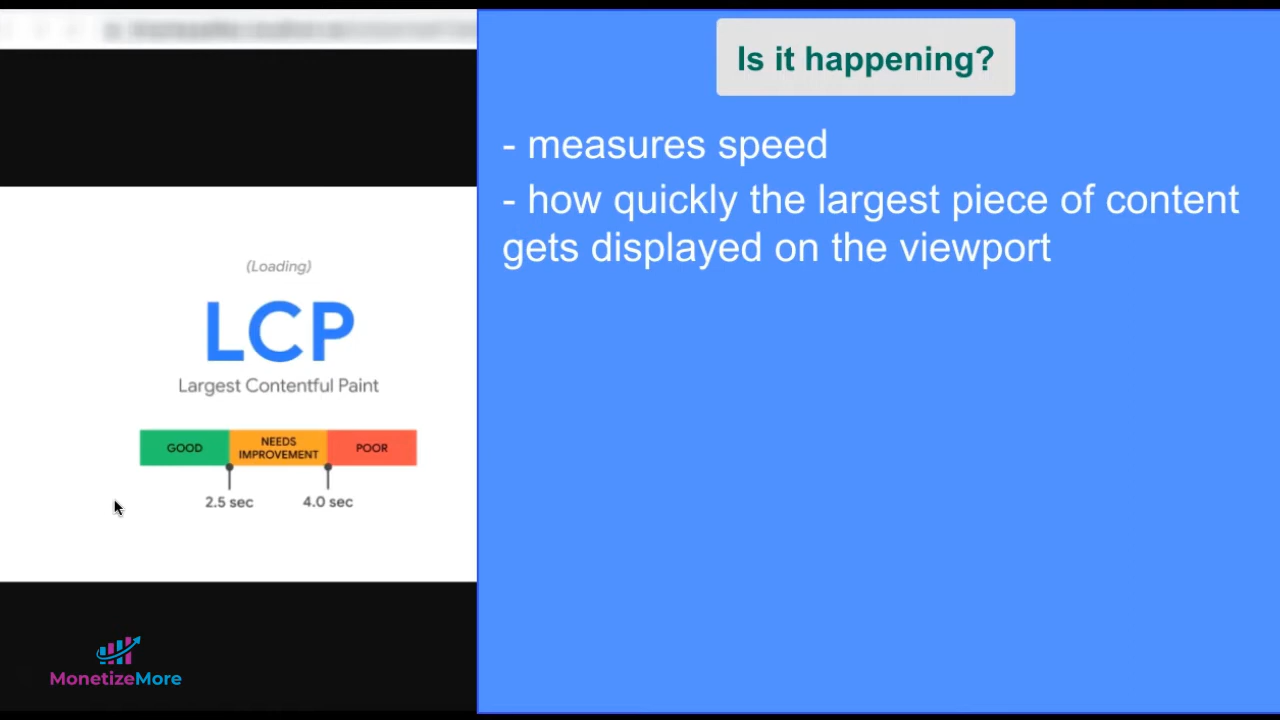 Is it happening?
- measures speed
- how quickly the largest piece of content
gets displayed on the viewport
(Loading)
LCP
Largest Contentful Paint
GOOD
NEEDS
IMPROVEMENT
POOR
2.5 sec
4.0 sec
MonetizeMore